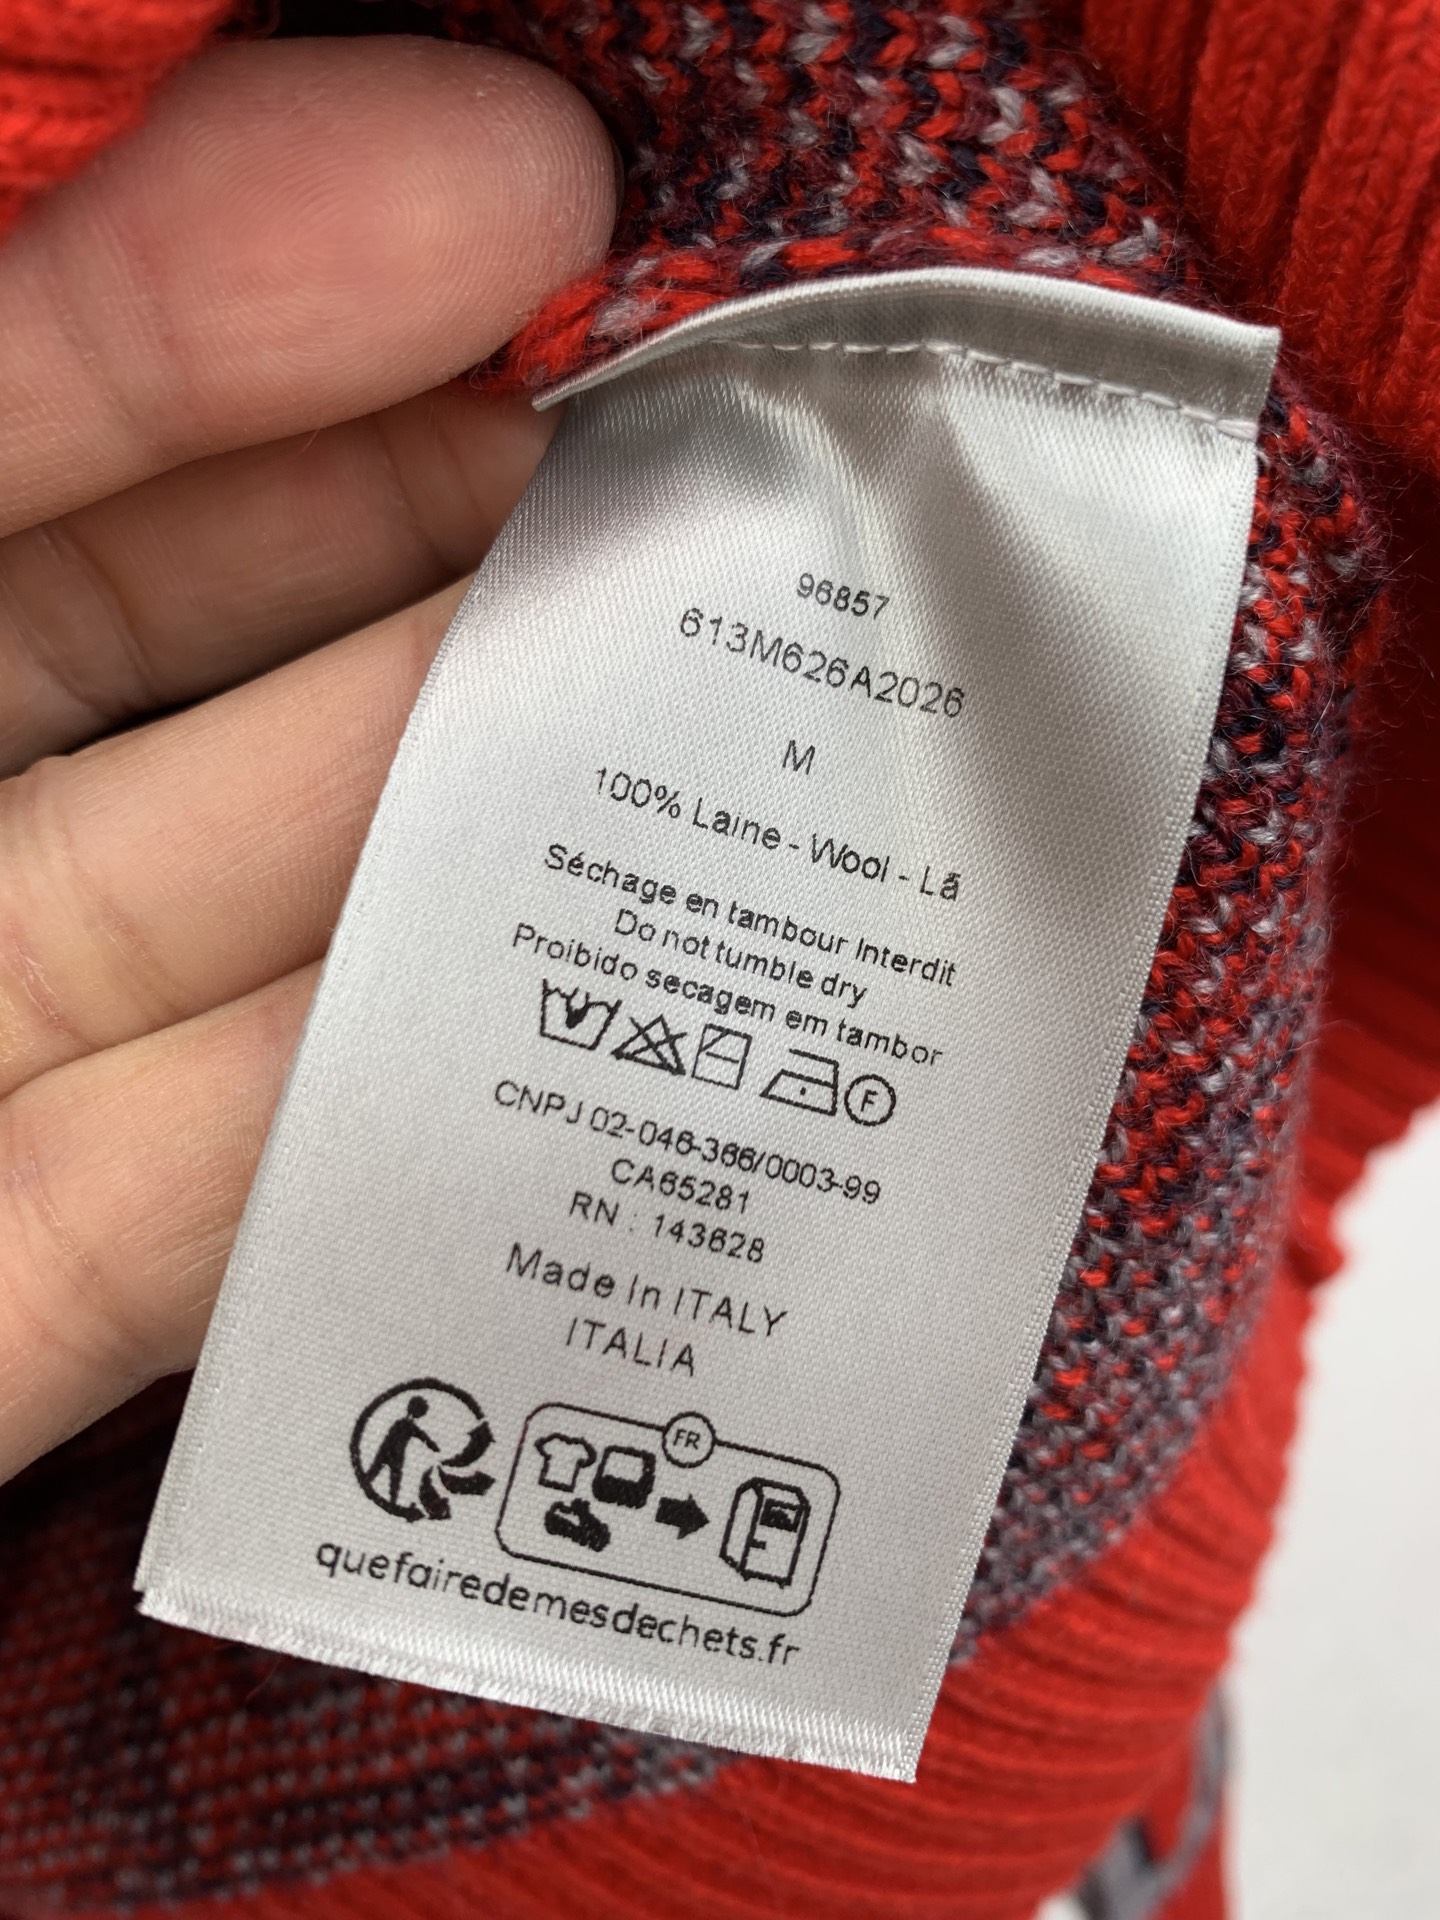 96857
613M626A2026
M
100% Laine - Wool - Lã
Séchage en tambour Interdit
Do not tumble dry
Proibido secagem em tambor
F
CNPJ 02-046-366/0003-99
CA65281
RN : 143628
Made In ITALY
ITALIA
FR
quefairedemesdechets.fr